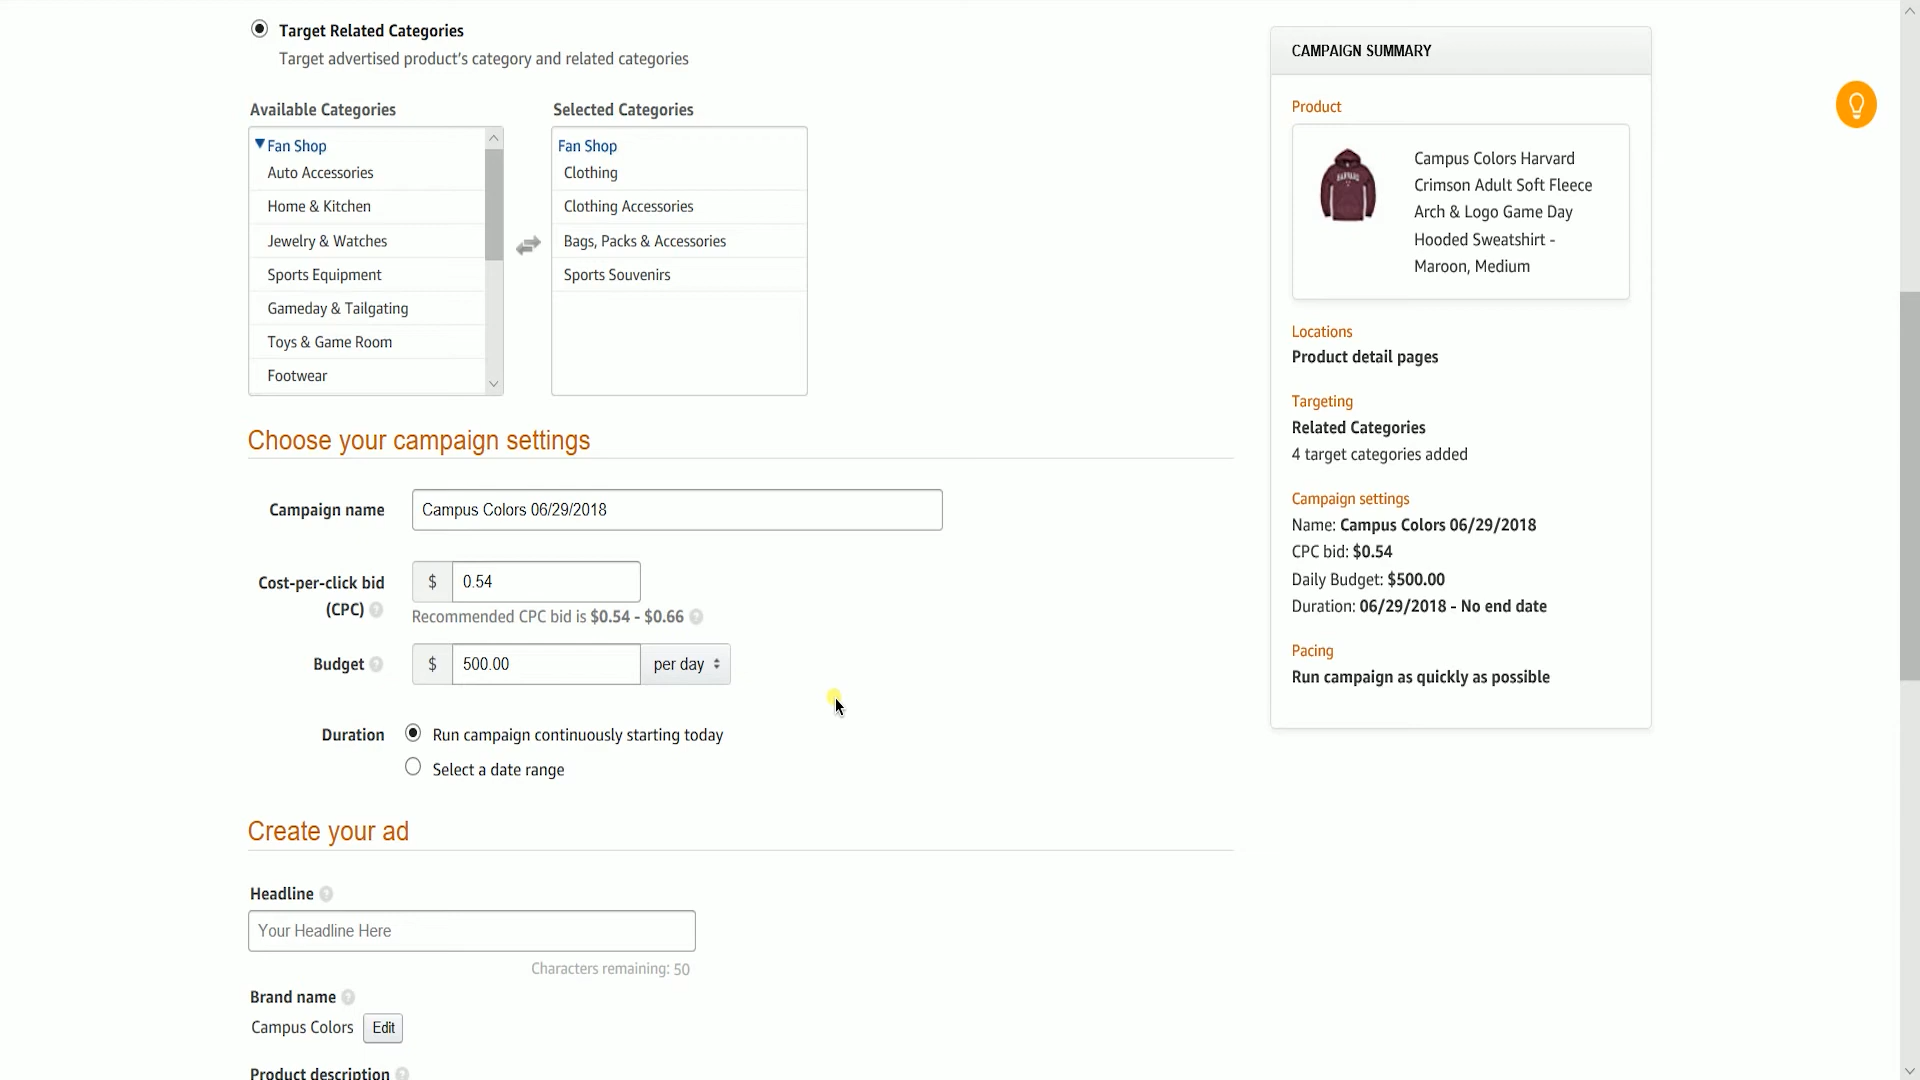 Target Related Categories
Target advertised product's category and related categories
Available Categories
Fan Shop
Auto Accessories
Home & Kitchen
Jewelry & Watches
Sports Equipment
Gameday & Tailgating
Toys & Game Room
Footwear
Selected Categories
Fan Shop
Clothing
Clothing Accessories
Bags, Packs & Accessories
Sports Souvenirs
Choose your campaign settings
Campaign name
Campus Colors 06/29/2018
Cost-per-click bid
(CPC) ?
$ 0.54
Recommended CPC bid is $0.54 - $0.66 ?
Budget ?
$ 500.00 per day
Duration
Run campaign continuously starting today
Select a date range
Create your ad
Headline ?
Your Headline Here
Characters remaining: 50
Brand name ?
Campus Colors Edit
Product description ?
CAMPAIGN SUMMARY
Product
HARVARD
Campus Colors Harvard
Crimson Adult Soft Fleece
Arch & Logo Game Day
Hooded Sweatshirt -
Maroon, Medium
Locations
Product detail pages
Targeting
Related Categories
4 target categories added
Campaign settings
Name: Campus Colors 06/29/2018
CPC bid: $0.54
Daily Budget: $500.00
Duration: 06/29/2018 - No end date
Pacing
Run campaign as quickly as possible